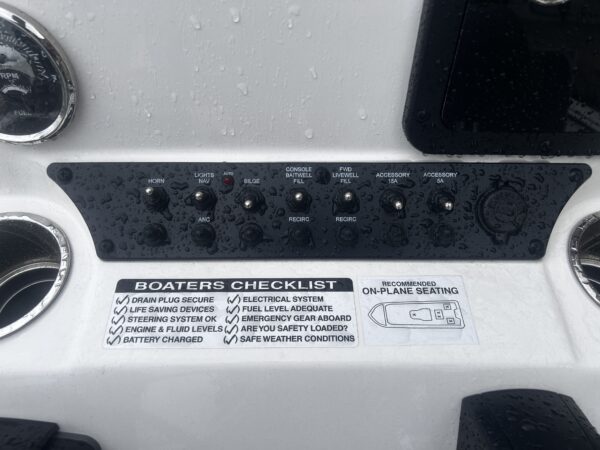 RPM
FUEL
HORN
LIGHTS
NAV
ANC
AUTO
BILGE
CONSOLE
BAITWELL
FILL
RECIRC
FWD
LIVEWELL
FILL
RECIRC
ACCESSORY
15A
ACCESSORY
5A
BOATERS CHECKLIST
DRAIN PLUG SECURE
LIFE SAVING DEVICES
STEERING SYSTEM OK
ENGINE & FLUID LEVELS
BATTERY CHARGED
ELECTRICAL SYSTEM
FUEL LEVEL ADEQUATE
EMERGENCY GEAR ABOARD
ARE YOU SAFETY LOADED?
SAFE WEATHER CONDITIONS
RECOMMENDED
ON-PLANE SEATING